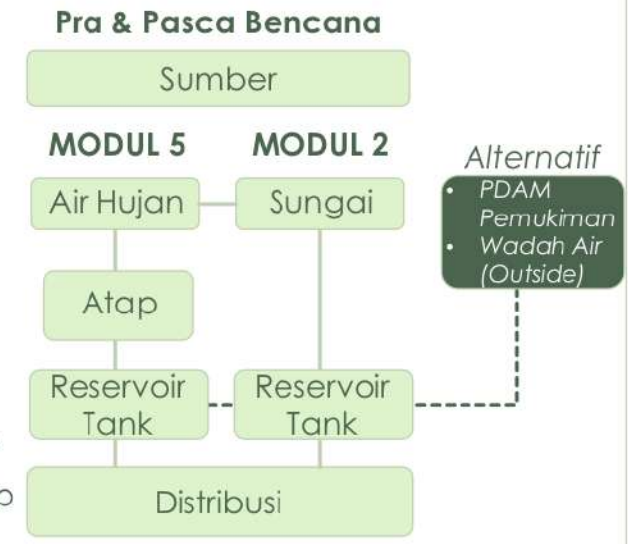 Pra & Pasca Bencana
Sumber
MODUL 5
MODUL 2
Air Hujan
Sungai
Atap
Reservoir
Tank
Reservoir
Tank
Distribusi
Alternatif
• PDAM
Pemukiman
• Wadah Air
(Outside)